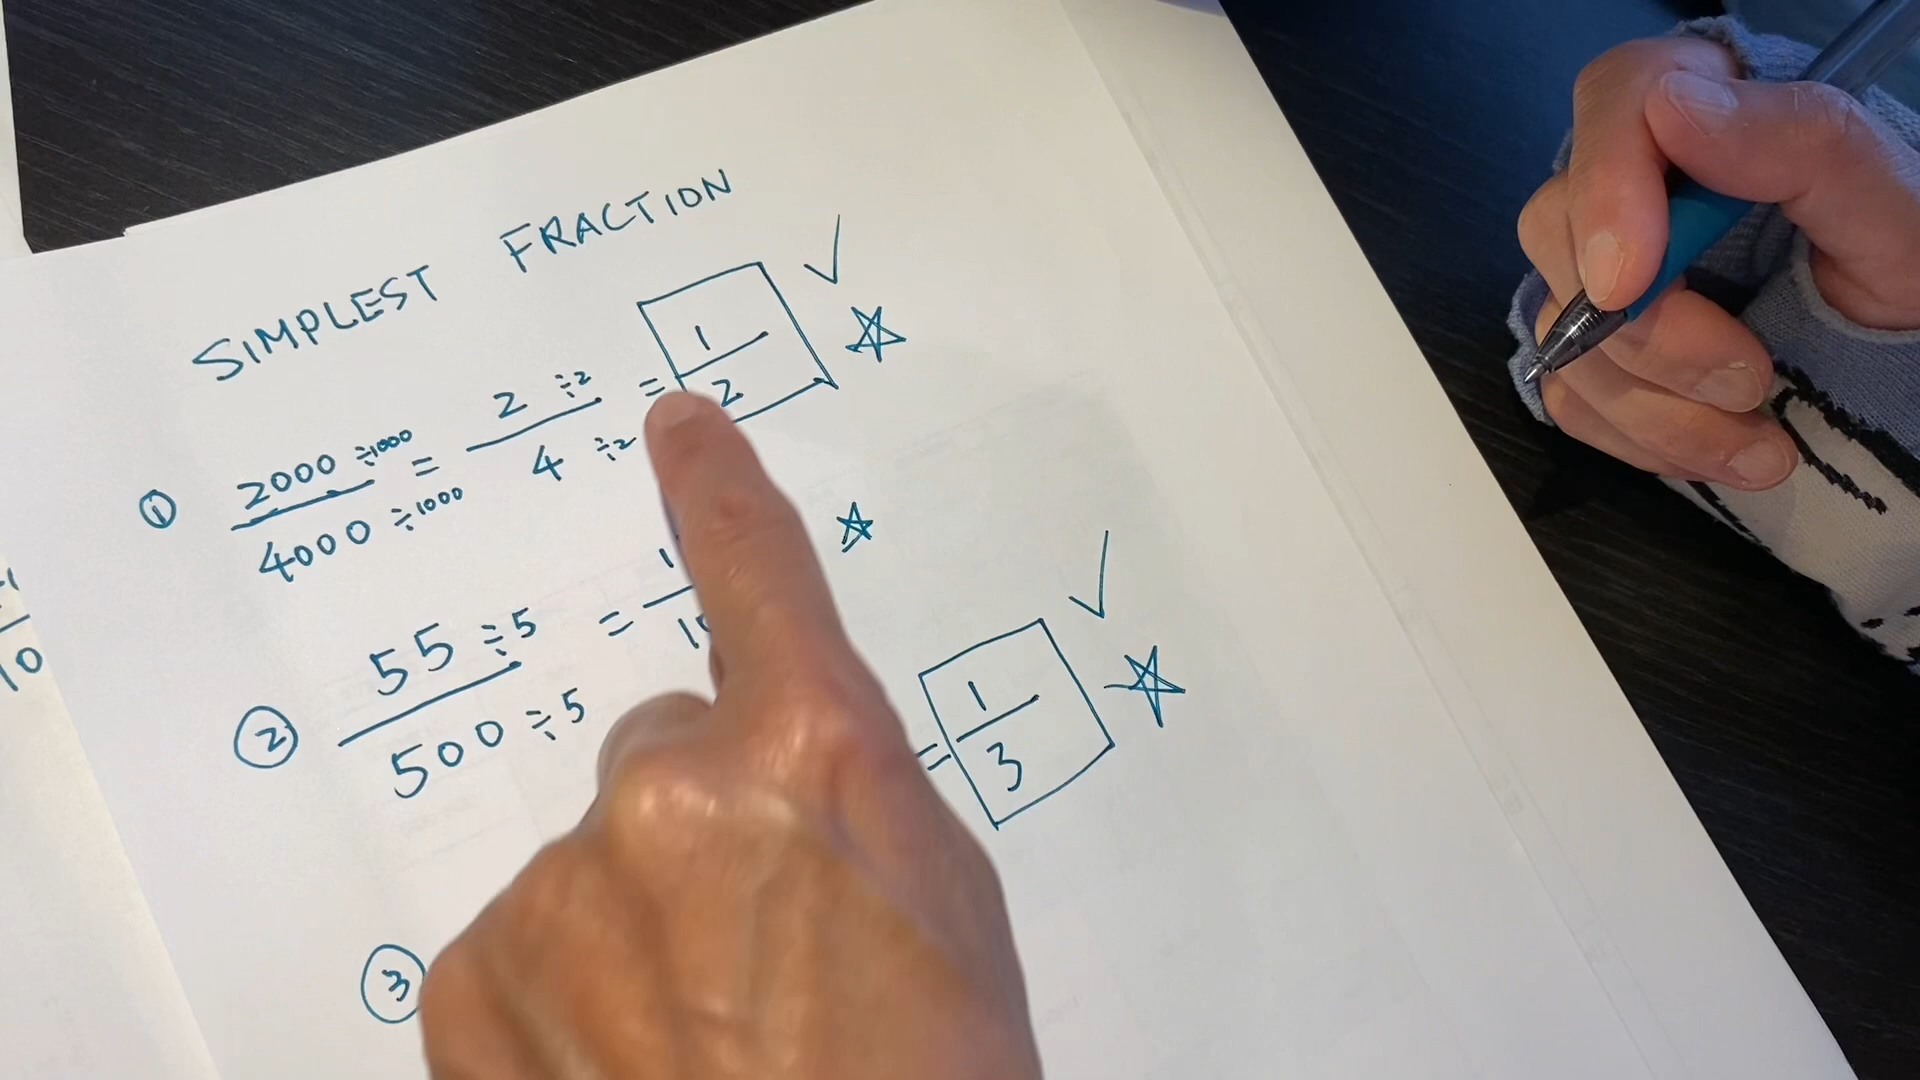 SIMPLEST FRACTION
① 2000 ÷1000 / 4000 ÷1000 = 2 ÷2 / 4 ÷2 = 1/2 ✓ ☆
② 55 ÷5 / 500 ÷5 = ☆
= 1/3 ✓ ☆
③
10